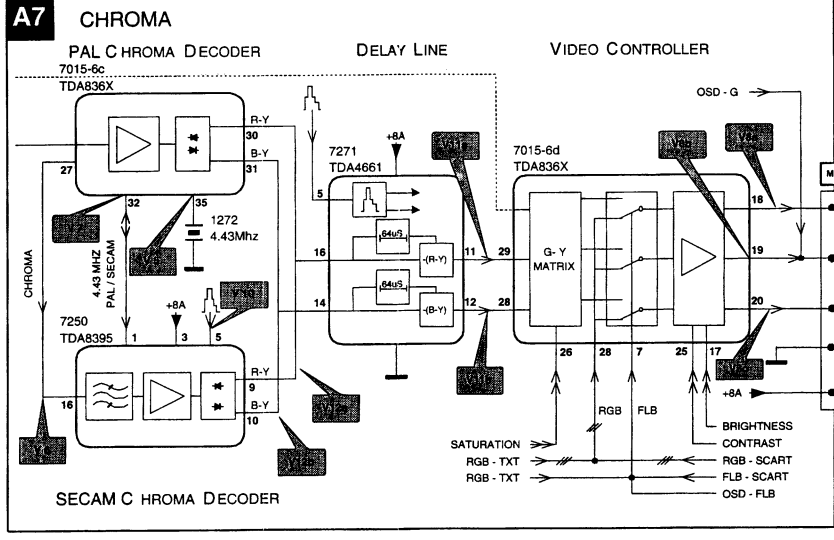 A7 CHROMA
PAL CHROMA DECODER
DELAY LINE
VIDEO CONTROLLER
7015-6c
TDA836X
OSD - G
R-Y
30
B-Y
31
27
32
35
1272
4.43Mhz
CHROMA
4.43 MHZ
PAL / SECAM
+8A
7271
TDA4661
5
64uS
-(R-Y)
16
11
64uS
-(B-Y)
14
12
7015-6d
TDA836X
29
28
G-Y
MATRIX
18
19
20
M
26
28
7
25
17
+8A
RGB
FLB
7250
TDA8395
+8A
1
3
5
16
R-Y
9
B-Y
10
BRIGHTNESS
SATURATION
CONTRAST
RGB - TXT
RGB - SCART
RGB - TXT
FLB - SCART
OSD - FLB
SECAM C HROMA DECODER